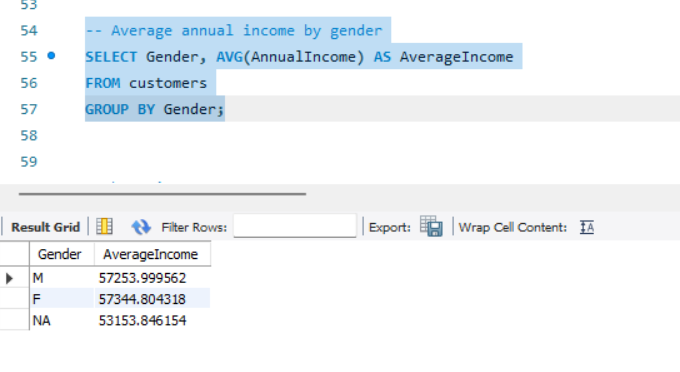 53
54 -- Average annual income by gender
55 SELECT Gender, AVG(AnnualIncome) AS AverageIncome
56 FROM customers
57 GROUP BY Gender;
58
59
Result Grid Filter Rows: Export: Wrap Cell Content: IA
Gender AverageIncome
M 57253.999562
F 57344.804318
NA 53153.846154